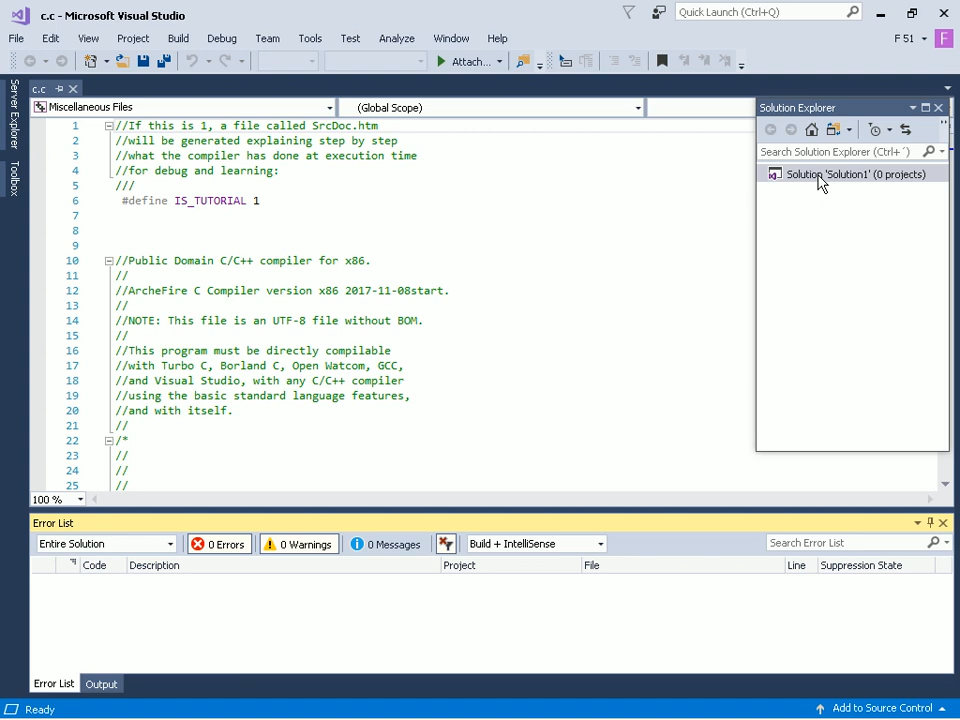 c.c - Microsoft Visual Studio
Quick Launch (Ctrl+Q)
File Edit View Project Build Debug Team Tools Test Analyze Window Help
F 51 F
Attach...
Server Explorer
Toolbox
c.c
Miscellaneous Files
(Global Scope)
1 //If this is 1, a file called SrcDoc.htm
2 //will be generated explaining step by step
3 //what the compiler has done at execution time
4 //for debug and learning:
5 ///
6 #define IS_TUTORIAL 1
7
8
9
10 //Public Domain C/C++ compiler for x86.
11 //
12 //ArcheFire C Compiler version x86 2017-11-08start.
13 //
14 //NOTE: This file is an UTF-8 file without BOM.
15 //
16 //This program must be directly compilable
17 //with Turbo C, Borland C, Open Watcom, GCC,
18 //and Visual Studio, with any C/C++ compiler
19 //using the basic standard language features,
20 //and with itself.
21 //
22 /*
23 //
24 //
25 //
100 %
Solution Explorer
Search Solution Explorer (Ctrl+´)
Solution 'Solution1' (0 projects)
Error List
Entire Solution
0 Errors
0 Warnings
0 Messages
Build + IntelliSense
Search Error List
Code Description Project File Line Suppression State
Error List Output
Ready
Add to Source Control